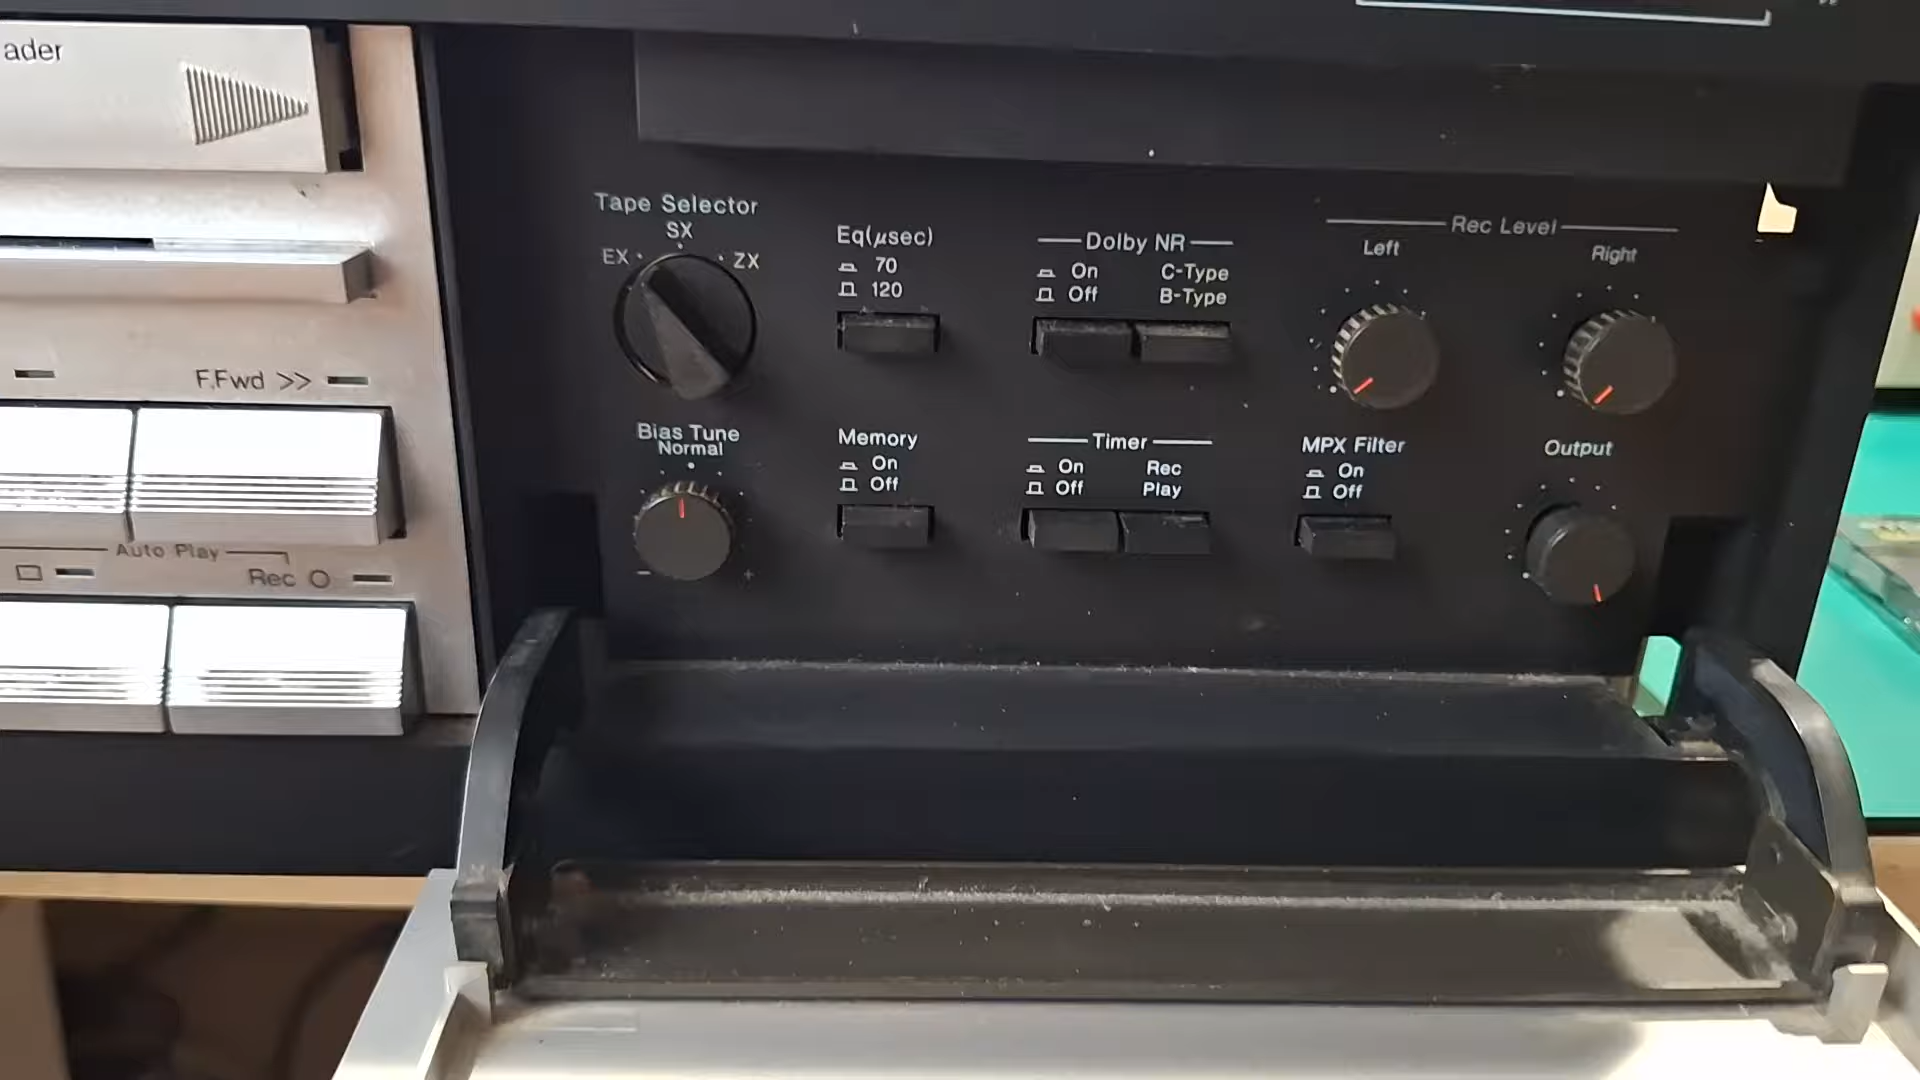 ader
Tape Selector
SX
EX
ZX
Eq(μsec)
70
120
Dolby NR
On C-Type
Off B-Type
Rec Level
Left
Right
F.Fwd >>
Bias Tune
Normal
- +
Memory
On
Off
Timer
On Rec
Off Play
MPX Filter
On
Off
Output
Auto Play
Rec